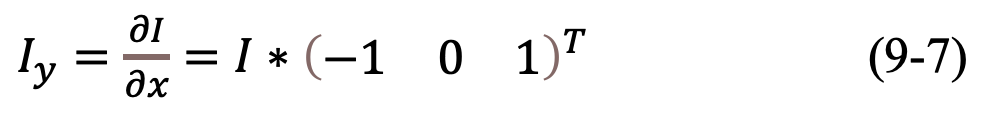 I_y = ∂I/∂x = I * (−1 0 1)^T (9-7)